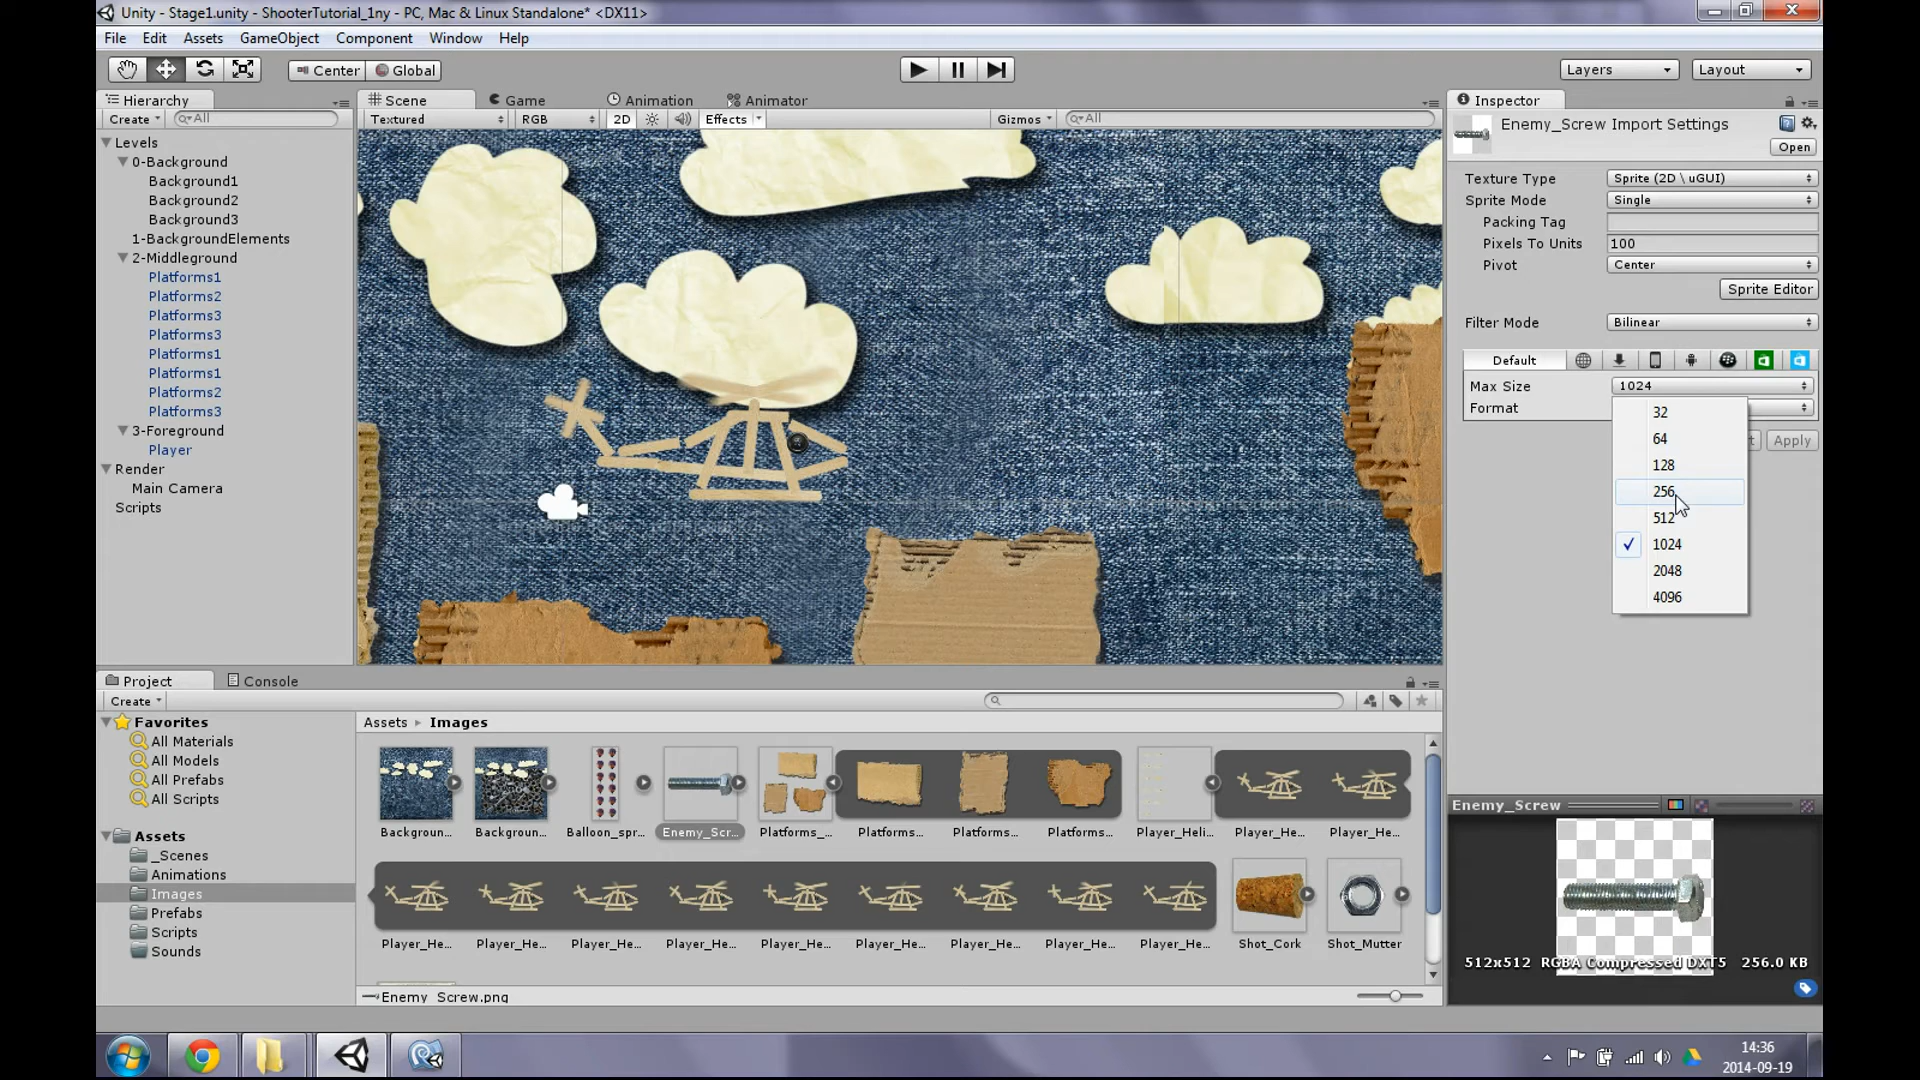 Unity - Stage1.unity - ShooterTutorial_1ny - PC, Mac & Linux Standalone* <DX11>
File Edit Assets GameObject Component Window Help
Center Global Layers Layout
Hierarchy
Create All
Levels
0-Background
Background1
Background2
Background3
1-BackgroundElements
2-Middleground
Platforms1
Platforms2
Platforms3
Platforms3
Platforms1
Platforms1
Platforms2
Platforms3
3-Foreground
Player
Render
Main Camera
Scripts
Scene Game Animation Animator
Textured RGB 2D Effects Gizmos All
Inspector
Enemy_Screw Import Settings
Open
Texture Type Sprite (2D \ uGUI)
Sprite Mode Single
Packing Tag
Pixels To Units 100
Pivot Center
Sprite Editor
Filter Mode Bilinear
Default
Max Size 1024
Format
Apply
32
64
128
256
512
✓ 1024
2048
4096
Project Console
Create
Favorites
All Materials
All Models
All Prefabs
All Scripts
Assets
_Scenes
Animations
Images
Prefabs
Scripts
Sounds
Assets Images
Backgroun... Backgroun... Balloon_spr... Enemy_Scr... Platforms_... Platforms... Platforms... Platforms... Player_Heli... Player_He... Player_He...
Player_He... Player_He... Player_He... Player_He... Player_He... Player_He... Player_He... Player_He... Player_He... Shot_Cork Shot_Mutter
Enemy_Screw.png
Enemy_Screw
512x512 RGBA Compressed DXT5 256.0 KB
14:36
2014-09-19